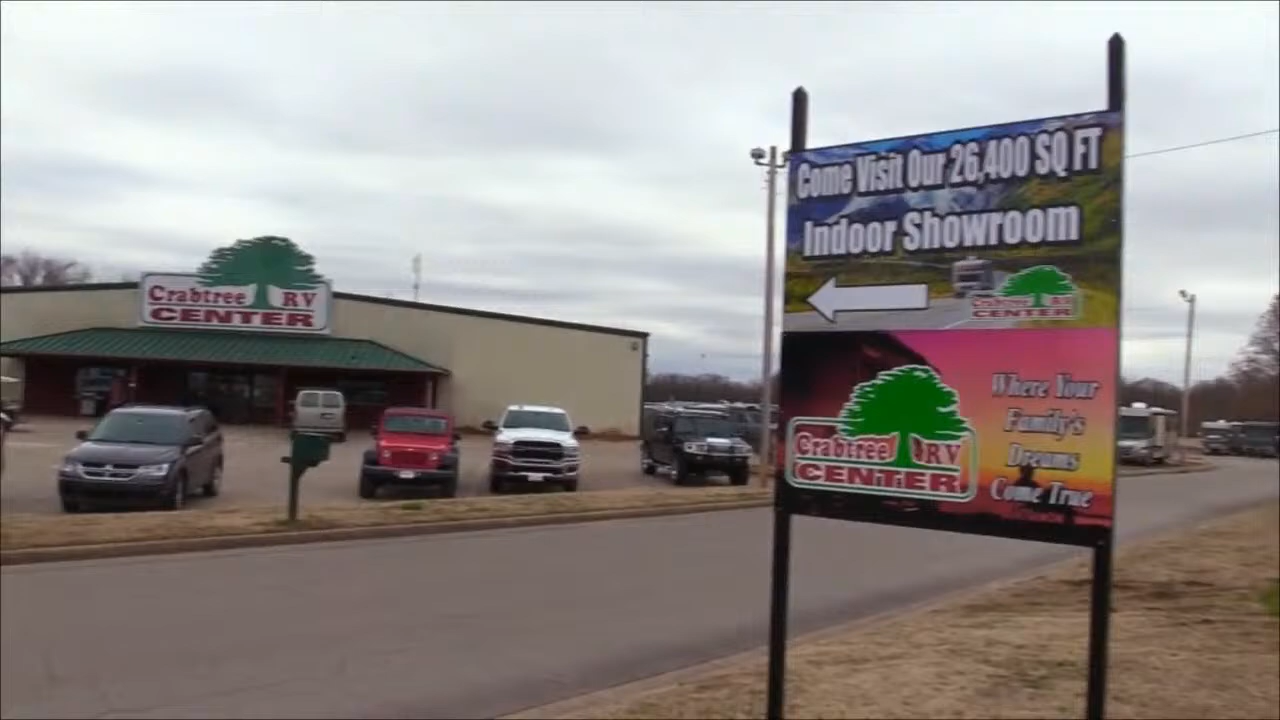 Crabtree RV
CENTER
Come Visit Our 26,400 SQ FT
Indoor Showroom
Crabtree RV
CENTER
Crabtree RV
CENTER
Where Your
Family's
Dreams
Come True